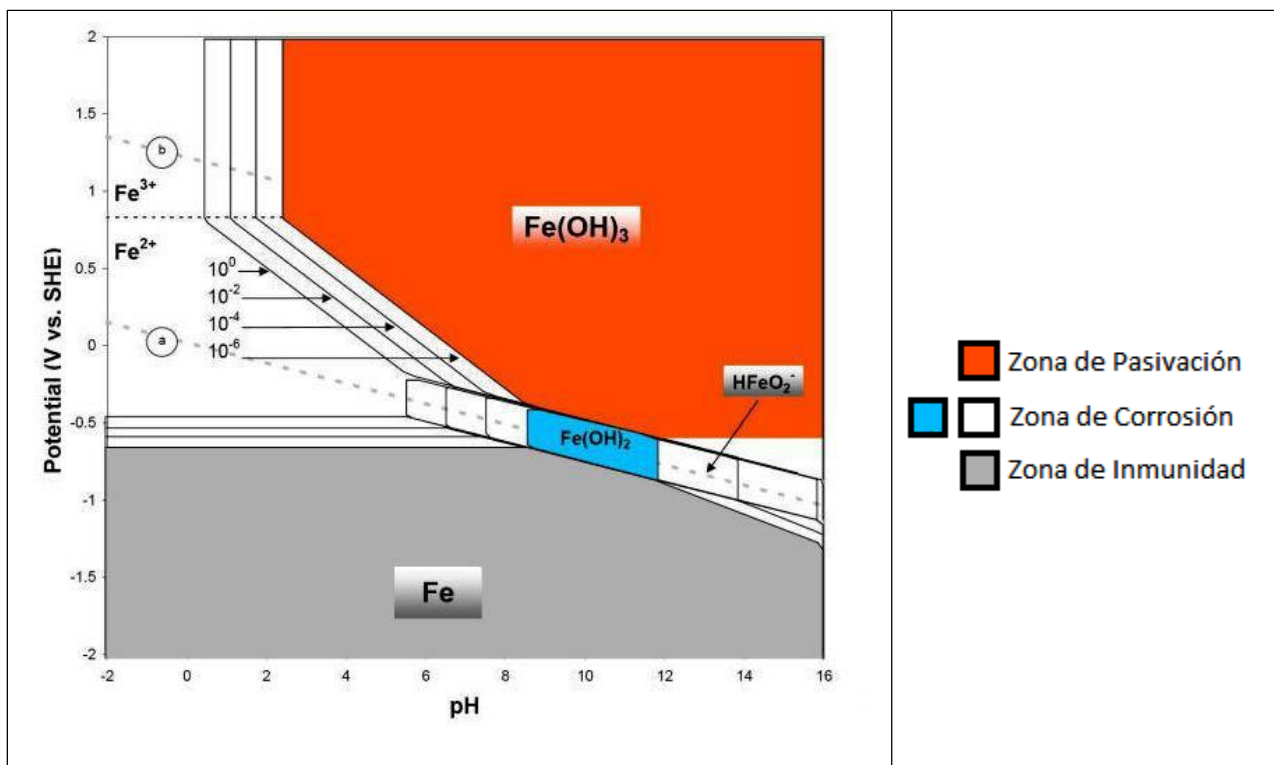 2
1.5
1
0.5
0
-0.5
-1
-1.5
-2
Potential (V vs. SHE)
-2 0 2 4 6 8 10 12 14 16
pH
b
Fe³⁺
Fe²⁺
a
10⁰
10⁻²
10⁻⁴
10⁻⁶
Fe(OH)₃
HFeO₂⁻
Fe(OH)₂
Fe
Zona de Pasivación
Zona de Corrosión
Zona de Inmunidad